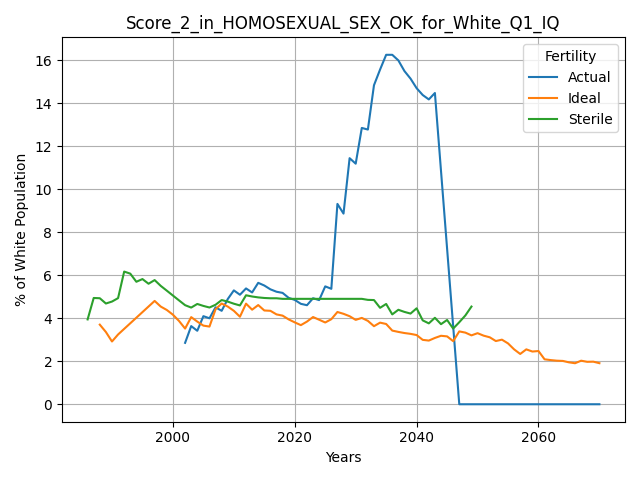 Score_2_in_HOMOSEXUAL_SEX_OK_for_White_Q1_IQ
% of White Population
16
14
12
10
8
6
4
2
0
Fertility
Actual
Ideal
Sterile
2000
2020
2040
2060
Years